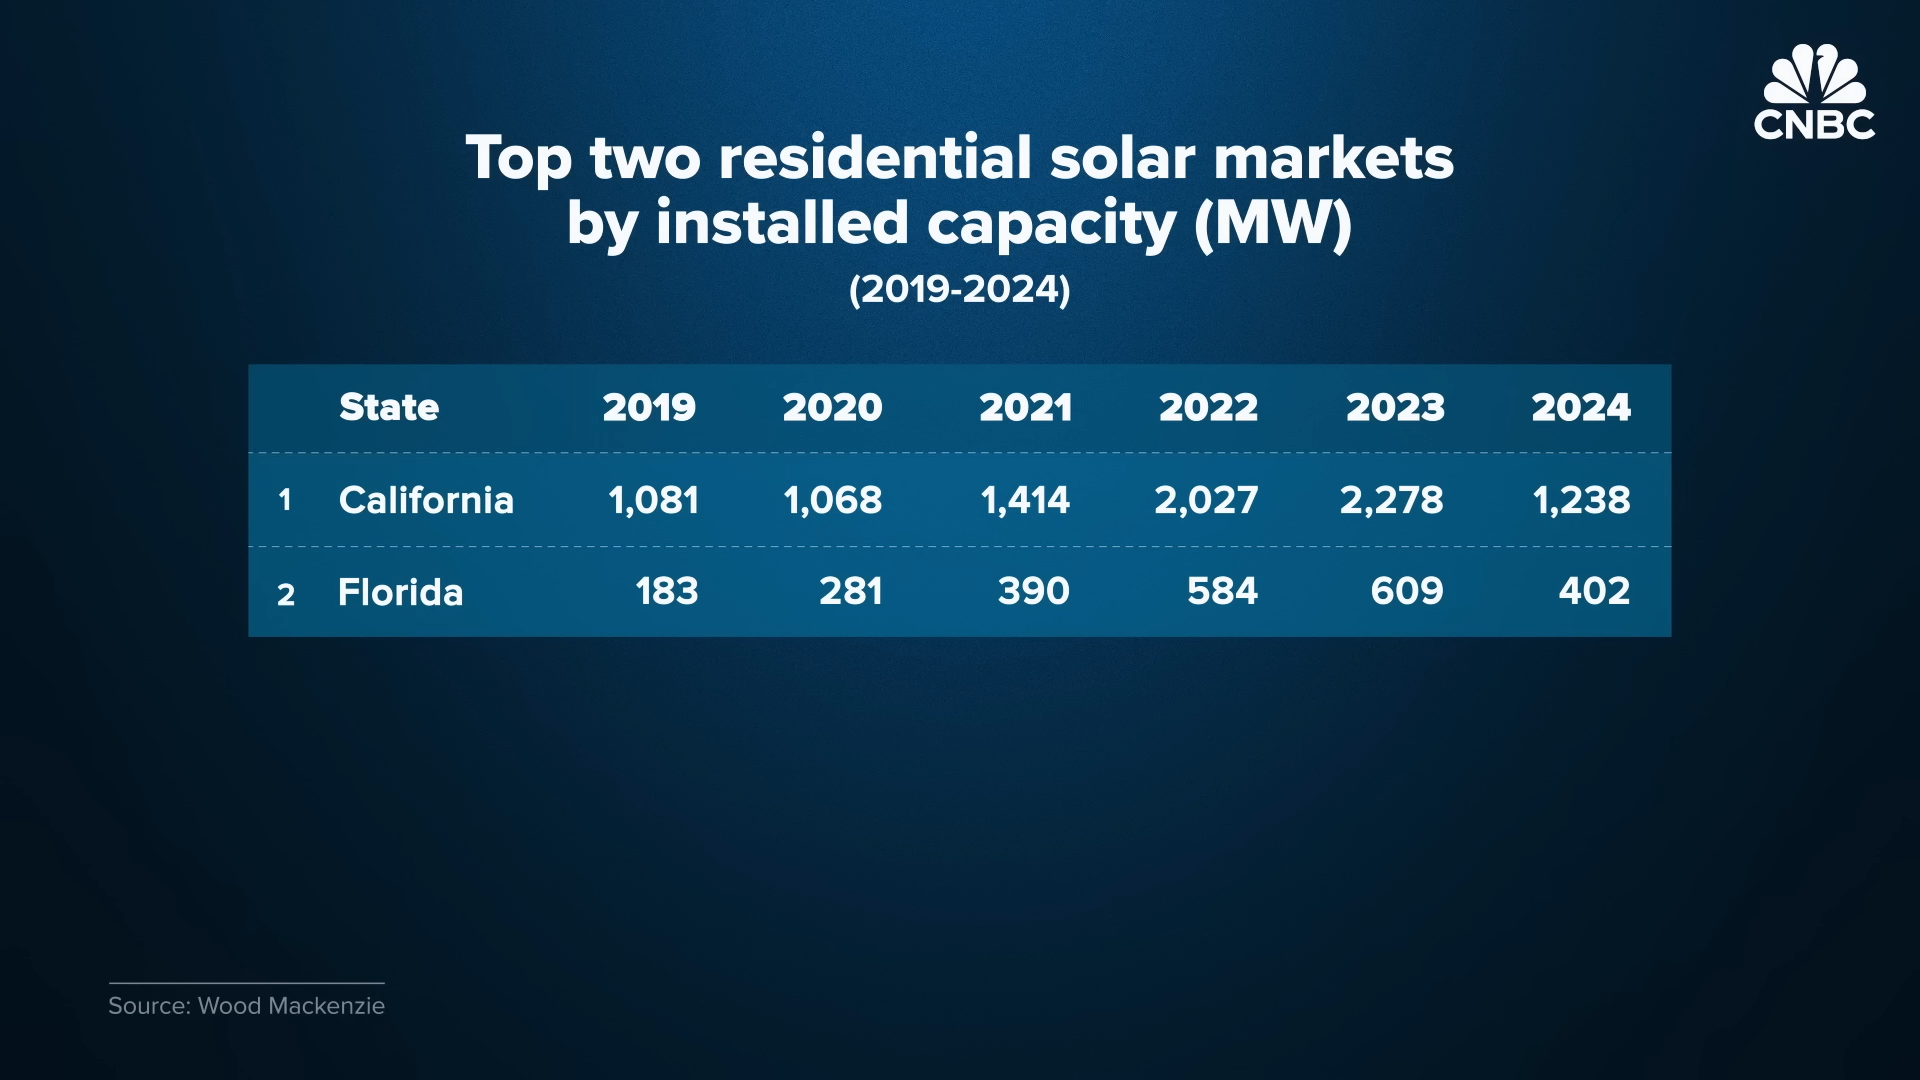 CNBC
Top two residential solar markets
by installed capacity (MW)
(2019-2024)
State 2019 2020 2021 2022 2023 2024
1 California 1,081 1,068 1,414 2,027 2,278 1,238
2 Florida 183 281 390 584 609 402
Source: Wood Mackenzie